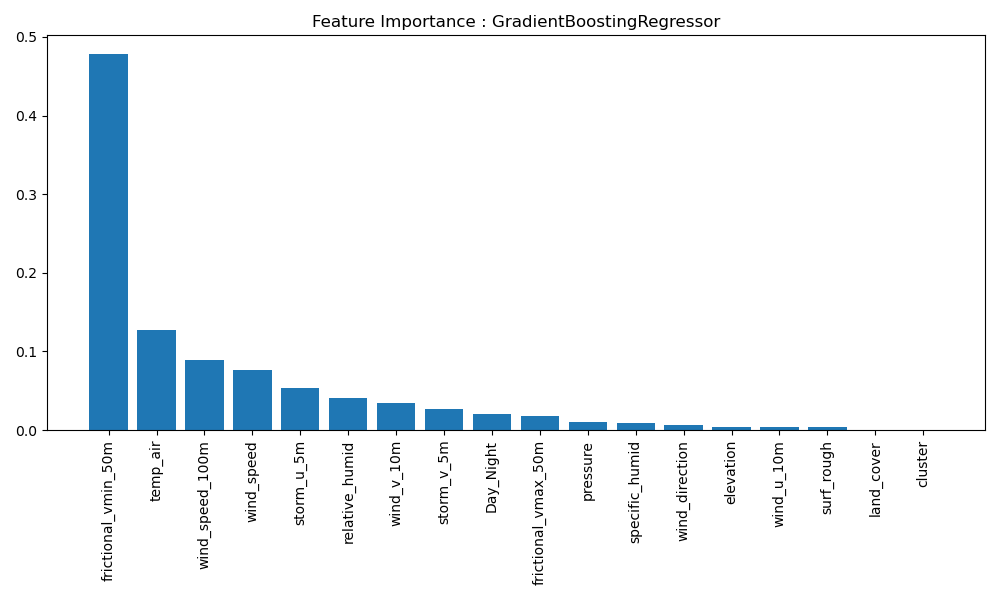 Feature Importance : GradientBoostingRegressor
0.5
0.4
0.3
0.2
0.1
0.0
frictional_vmin_50m
temp_air
wind_speed_100m
wind_speed
storm_u_5m
relative_humid
wind_v_10m
storm_v_5m
Day_Night
frictional_vmax_50m
pressure
specific_humid
wind_direction
elevation
wind_u_10m
surf_rough
land_cover
cluster